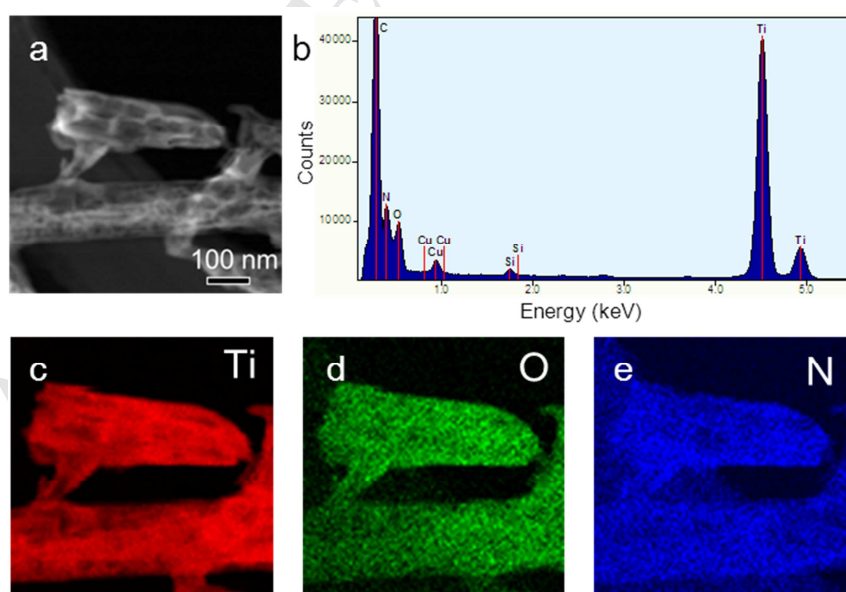 a
100 nm
b
Counts
40000
30000
20000
10000
C
N
O
Cu
Cu
Cu
Si
Si
Ti
Ti
1.0
2.0
3.0
4.0
5.0
Energy (keV)
c
Ti
d
O
e
N